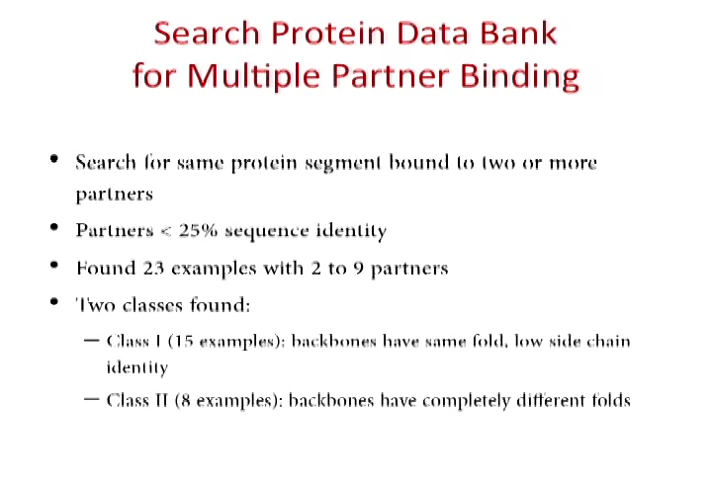 Search Protein Data Bank
for Multiple Partner Binding
• Search for same protein segment bound to two or more
partners
• Partners < 25% sequence identity
• Found 23 examples with 2 to 9 partners
• Two classes found:
– Class I (15 examples): backbones have same fold, low side chain
identity
– Class II (8 examples): backbones have completely different folds